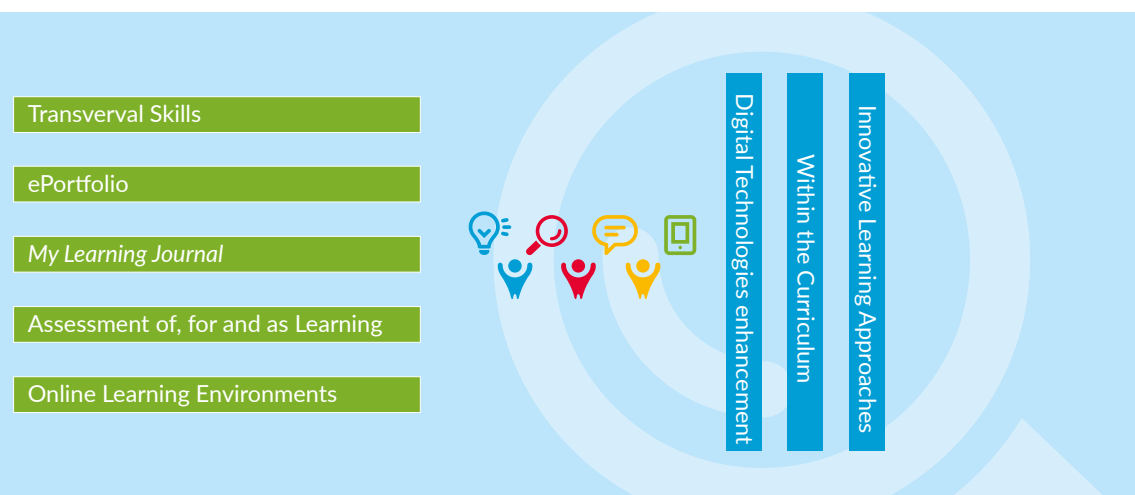 Transverval Skills
ePortfolio
My Learning Journal
Assessment of, for and as Learning
Online Learning Environments
Digital Technologies enhancement
Within the Curriculum
Innovative Learning Approaches